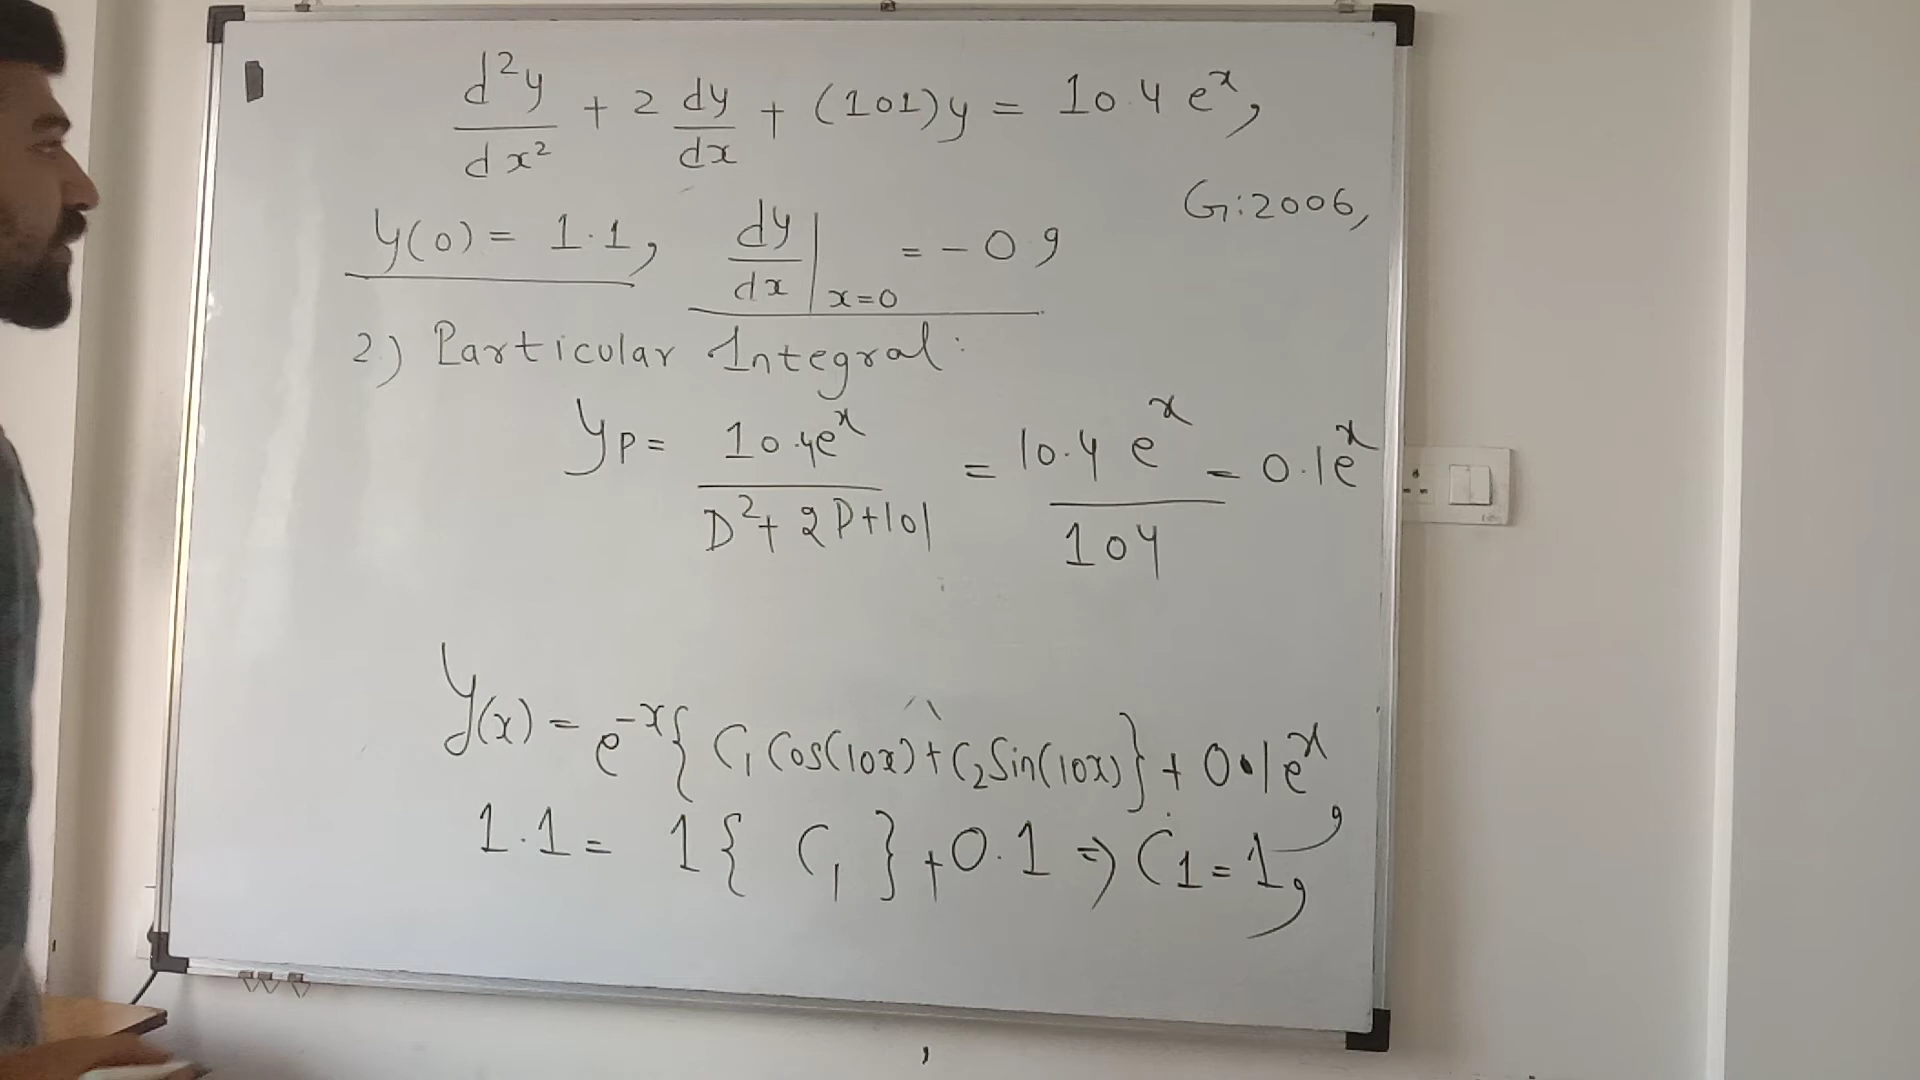 d²y/dx² + 2 dy/dx + (101)y = 10.4 eˣ,
G:2006,
y(0) = 1.1, dy/dx |x=0 = -0.9
2.) Particular Integral:
yP = 10.4eˣ / D²+2D+101 = 10.4 eˣ / 104 = 0.1eˣ
y(x) = e⁻ˣ{ C₁ Cos(10x) + C₂ Sin(10x)} + 0.1eˣ,
1.1 = 1{ C₁ } + 0.1 ⇒ C₁ = 1,